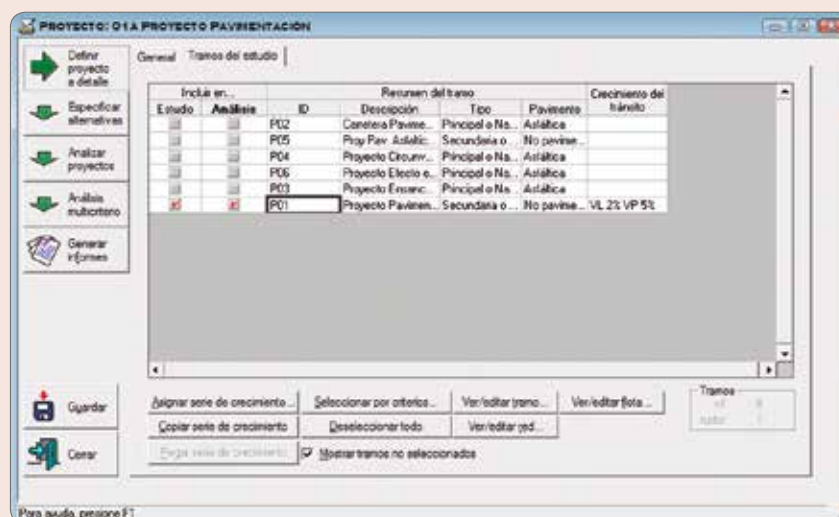 PROYECTO: 01A PROYECTO PAVIMENTACIÓN
Definir
proyecto
a detalle
Especificar
alternativas
Analizar
proyectos
Análisis
multicriterio
Generar
informes
Guardar
Cerrar
General Tramos del estudio
Incluir en... Resumen del tramo Crecimiento del
tránsito
Estudio Análisis ID Descripción Tipo Pavimento
P02 Carretera Pavime... Principal o Na... Asfáltica
P05 Proy Pav. Asfaltic... Secundaria o ... No pavime...
P04 Proyecto Circunv... Principal o Na... Asfáltica
P06 Proyecto Efecto e... Principal o Na... Asfáltica
P03 Proyecto Ensanc... Principal o Na... Asfáltica
P01 Proyecto Pavimen... Secundaria o ... No pavime... VL 2% VP 5%
Asignar serie de crecimiento... Seleccionar por criterios... Ver/editar tramo... Ver/editar flota...
Copiar serie de crecimiento Deseleccionar todo Ver/editar red...
Pegar serie de crecimiento Mostrar tramos no seleccionados
Tramos
Para ayuda, presione F1